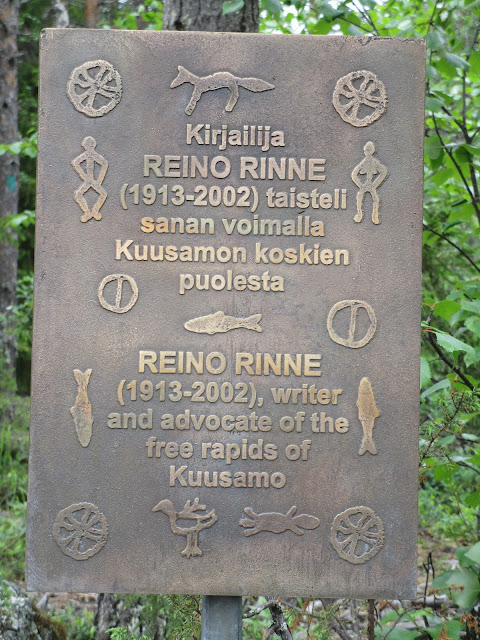 Kirjailija
REINO RINNE
(1913-2002) taisteli
sanan voimalla
Kuusamon koskien
puolesta
REINO RINNE
(1913-2002), writer
and advocate of the
free rapids of
Kuusamo